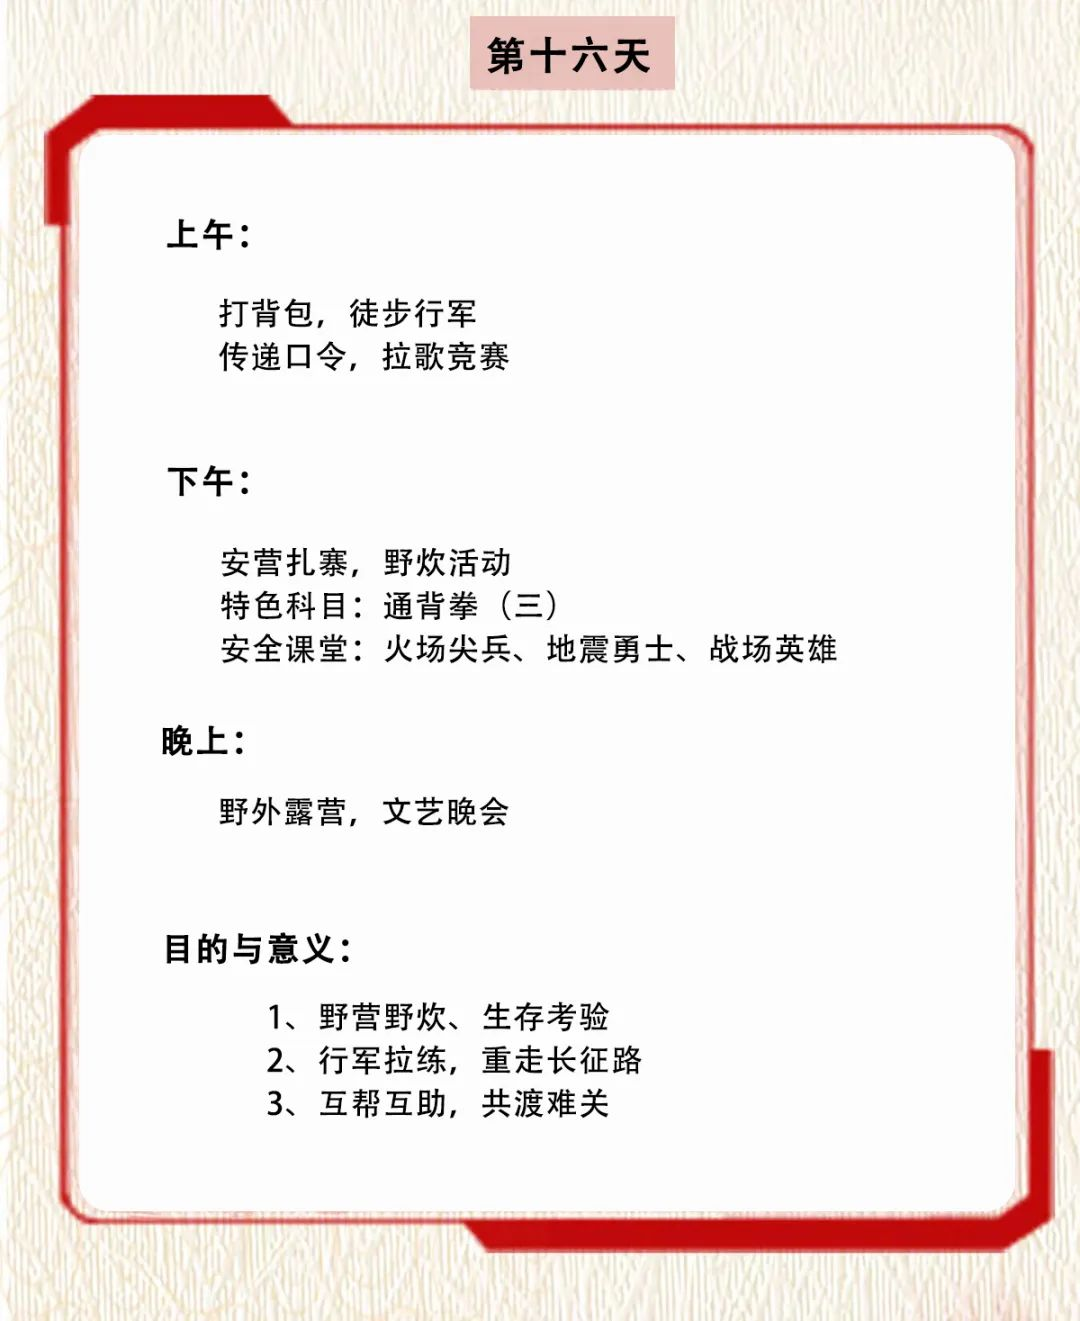 第十六天
上午：
打背包，徒步行军
传递口令，拉歌竞赛
下午：
安营扎寨，野炊活动
特色科目：通背拳（三）
安全课堂：火场尖兵、地震勇士、战场英雄
晚上：
野外露营，文艺晚会
目的与意义：
1、野营野炊、生存考验
2、行军拉练，重走长征路
3、互帮互助，共渡难关